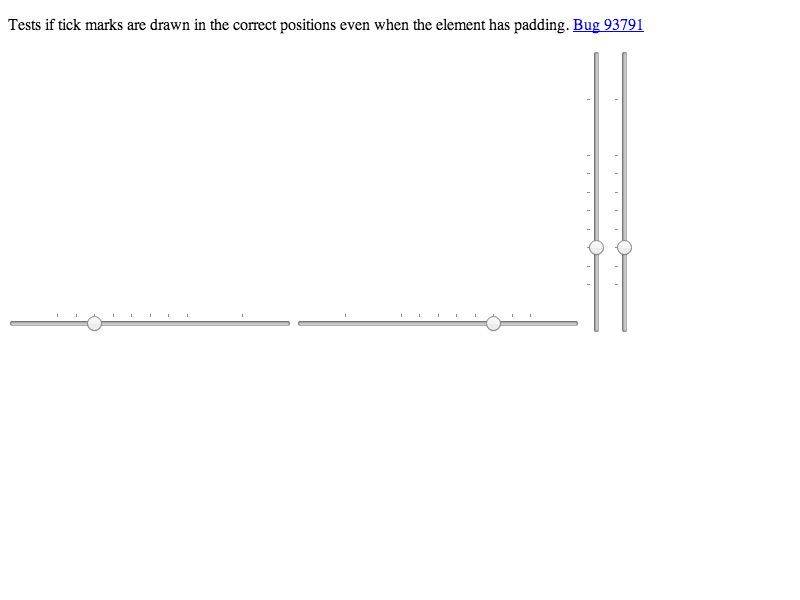 Tests if tick marks are drawn in the correct positions even when the element has padding. Bug 93791